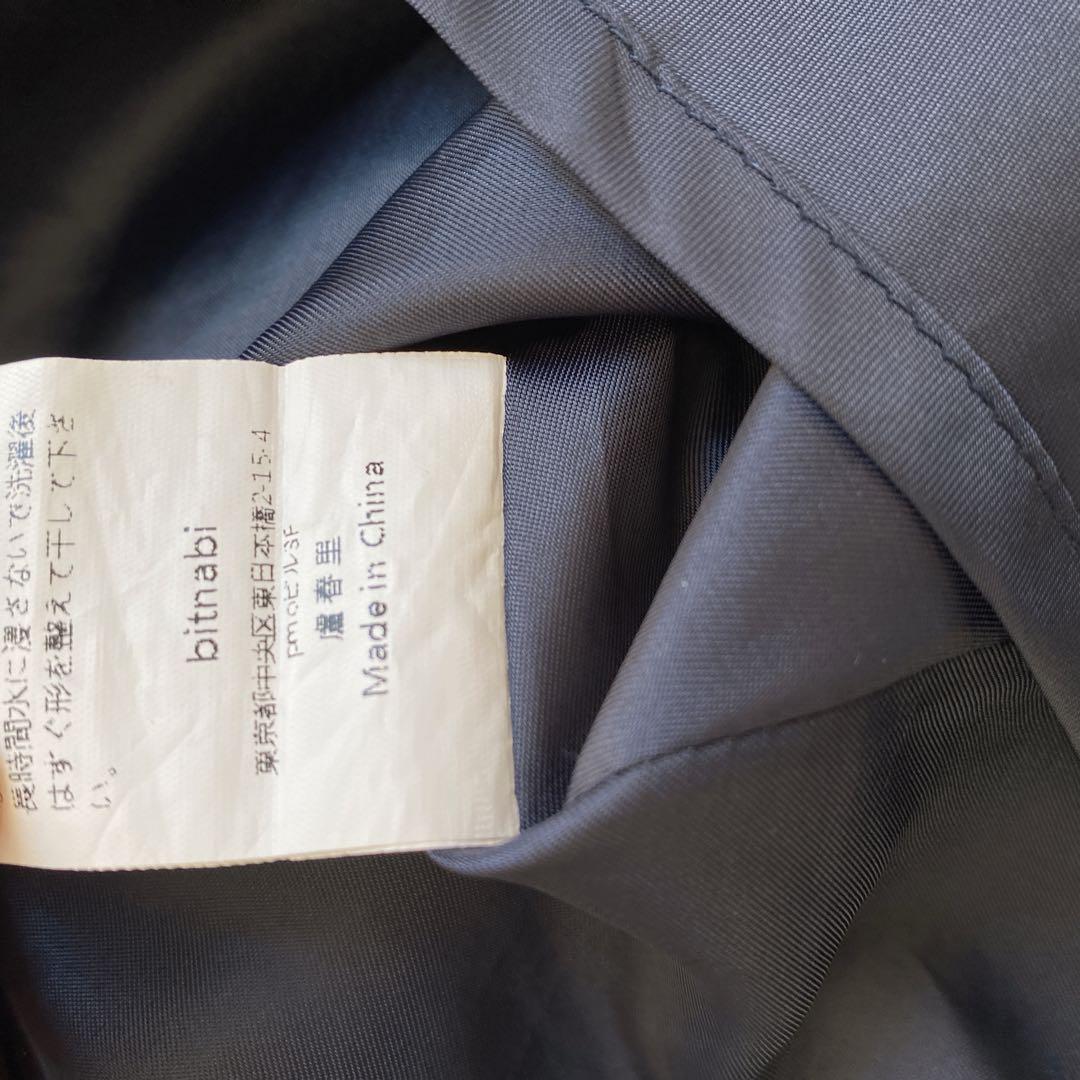 長時間水に浸さないで洗濯後
はすぐ形を整えて干して下さ
い。
bitnabi
東京都中央区東日本橋2-15-4
pmoビル3F
盧春里
Made in China